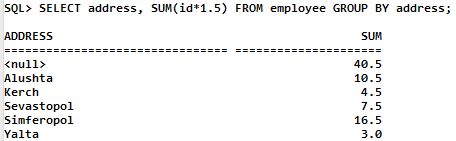 SQL> SELECT address, SUM(id*1.5) FROM employee GROUP BY address;
ADDRESS SUM
=============================== =====================
<null> 40.5
Alushta 10.5
Kerch 4.5
Sevastopol 7.5
Simferopol 16.5
Yalta 3.0